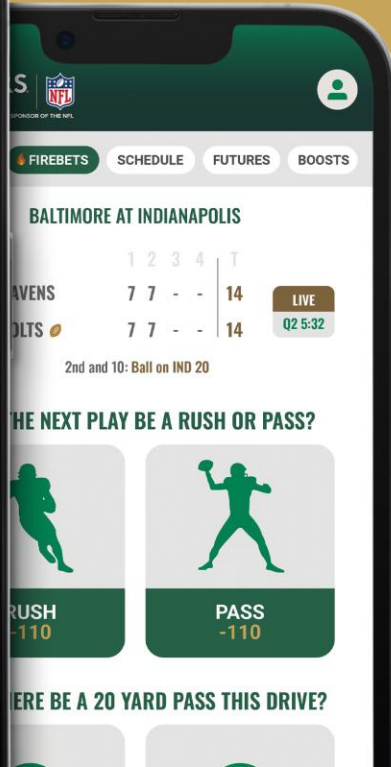 S
NFL
PONSOR OF THE NFL
FIREBETS SCHEDULE FUTURES BOOSTS
BALTIMORE AT INDIANAPOLIS
1 2 3 4 T
AVENS 7 7 - - 14 LIVE
OLTS 7 7 - - 14 Q2 5:32
2nd and 10: Ball on IND 20
HE NEXT PLAY BE A RUSH OR PASS?
RUSH PASS
-110 -110
HERE BE A 20 YARD PASS THIS DRIVE?